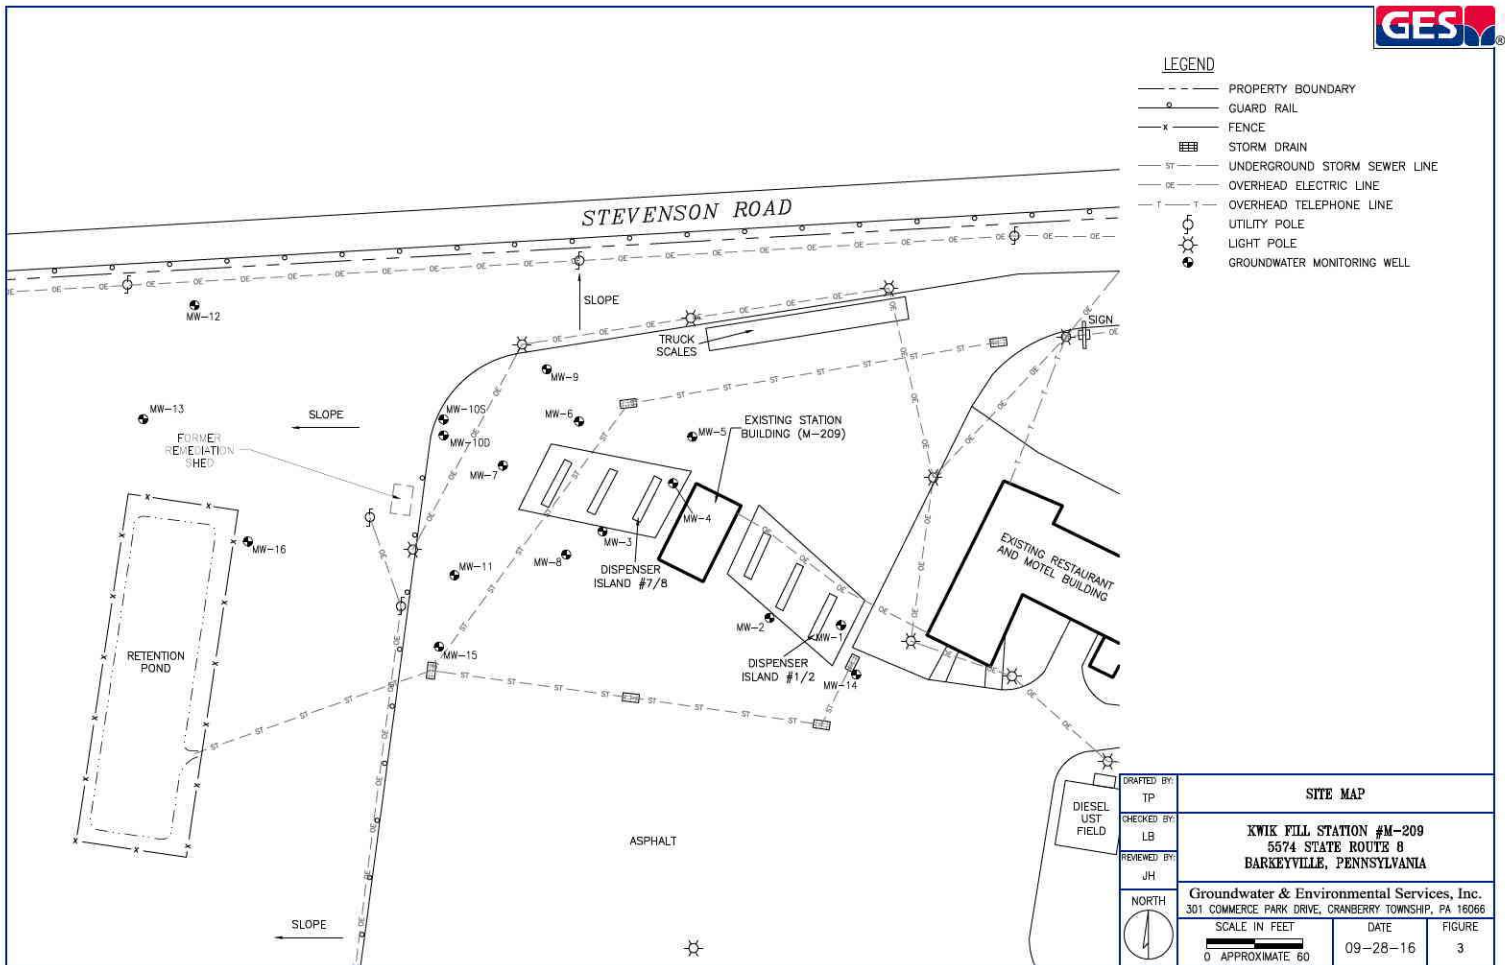 GES®
LEGEND
PROPERTY BOUNDARY
GUARD RAIL
FENCE
STORM DRAIN
ST UNDERGROUND STORM SEWER LINE
OE OVERHEAD ELECTRIC LINE
T T OVERHEAD TELEPHONE LINE
UTILITY POLE
LIGHT POLE
GROUNDWATER MONITORING WELL
STEVENSON ROAD
SLOPE
MW-12
SIGN
TRUCK
SCALES
MW-9
MW-13
SLOPE
MW-10S
MW-6
EXISTING STATION
BUILDING (M-209)
MW-5
MW-10D
FORMER
REMEDIATION
SHED
MW-7
MW-4
MW-3
MW-16
MW-8
MW-11
DISPENSER
ISLAND #7/8
EXISTING RESTAURANT
AND MOTEL BUILDING
MW-2
MW-1
MW-15
RETENTION
POND
DISPENSER
ISLAND #1/2
MW-14
DIESEL
UST
FIELD
ASPHALT
SLOPE
DRAFTED BY:
TP
SITE MAP
CHECKED BY:
LB
KWIK FILL STATION #M-209
5574 STATE ROUTE 8
BARKEYVILLE, PENNSYLVANIA
REVIEWED BY:
JH
NORTH
Groundwater & Environmental Services, Inc.
301 COMMERCE PARK DRIVE, CRANBERRY TOWNSHIP, PA 16066
SCALE IN FEET
0 APPROXIMATE 60
DATE
09-28-16
FIGURE
3